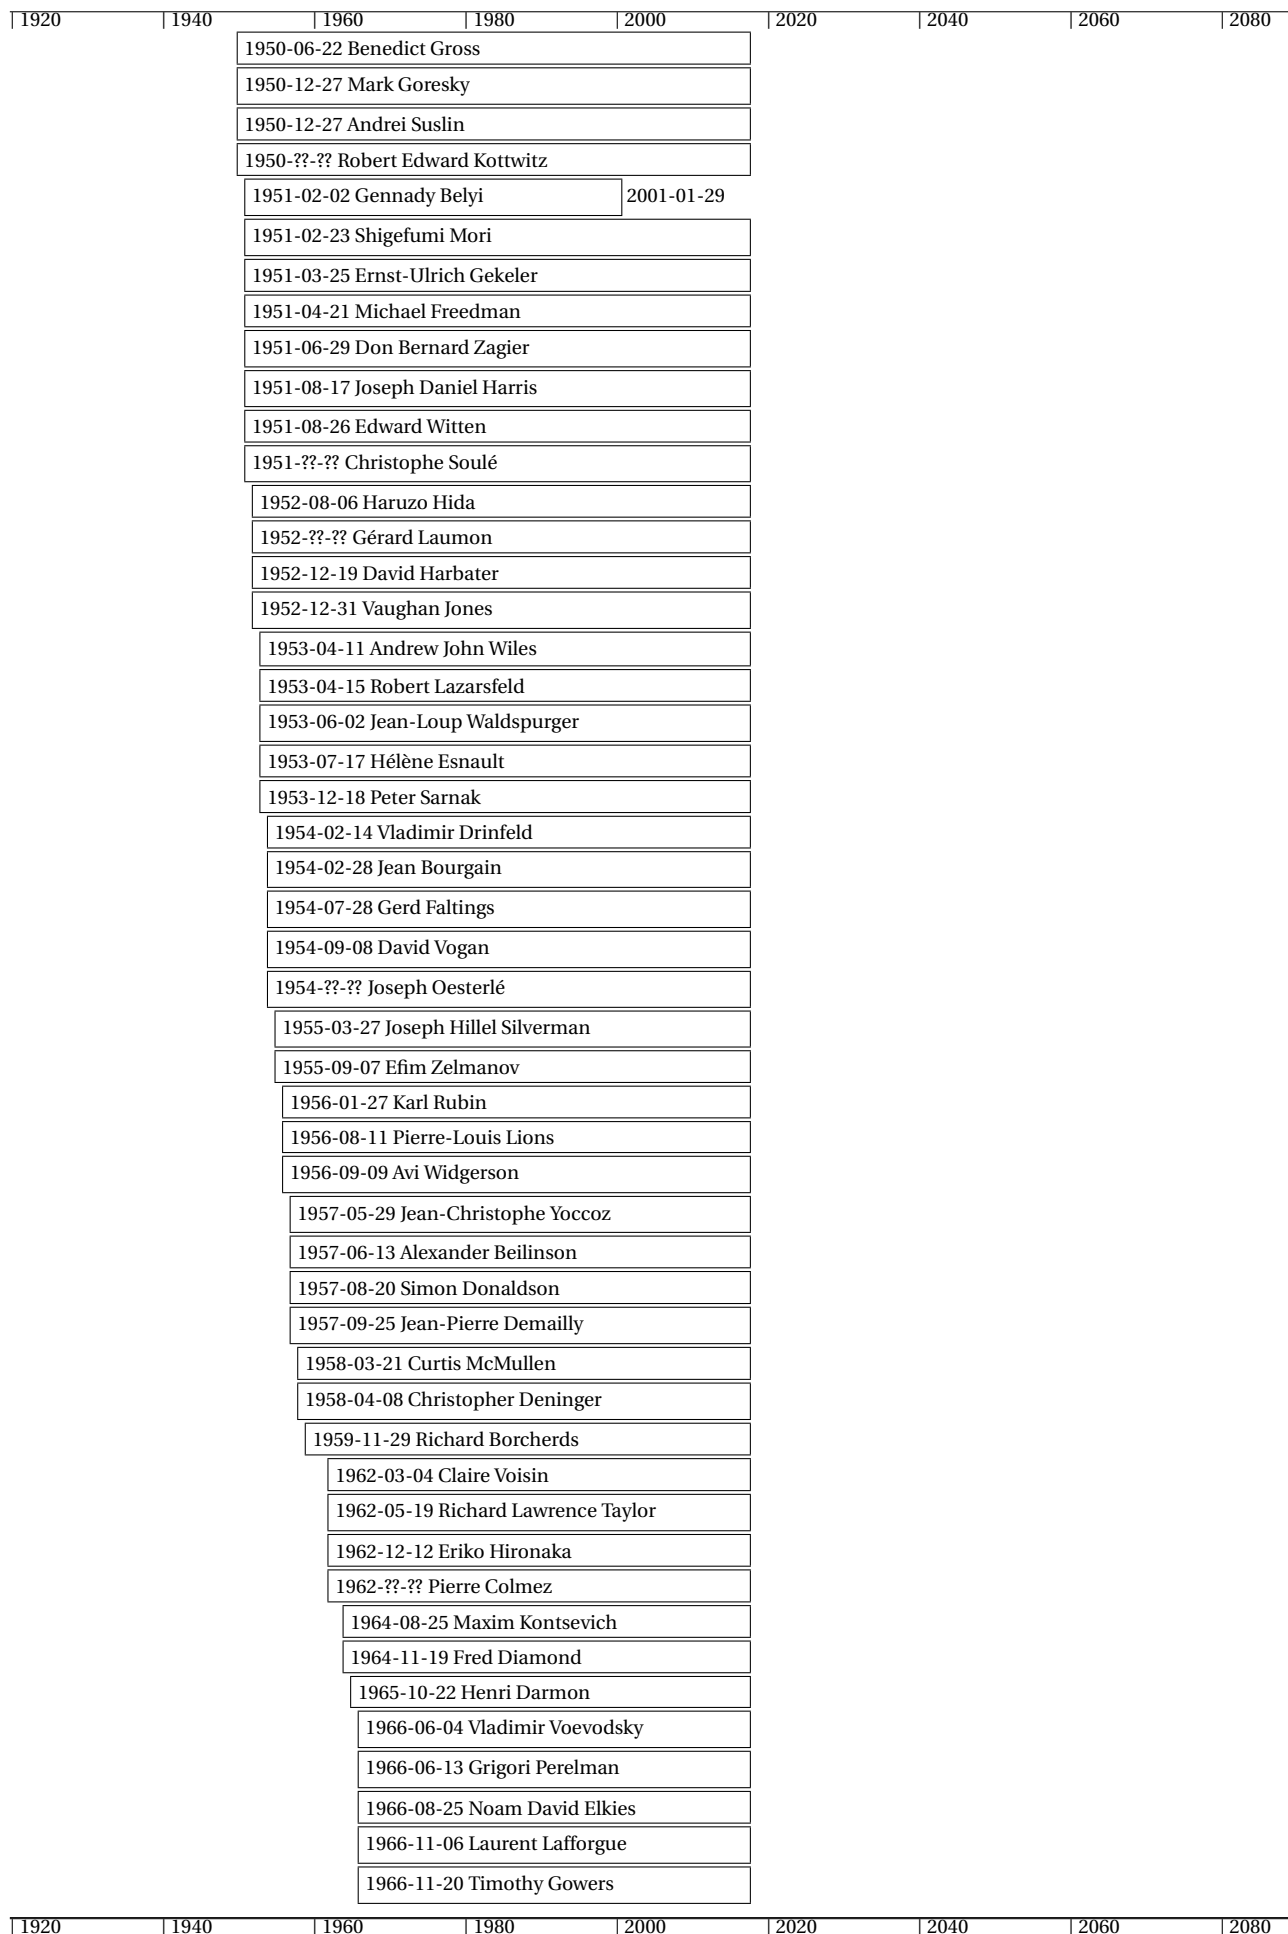 1920 1940 1960 1980 2000 2020 2040 2060 2080
1950-06-22 Benedict Gross
1950-12-27 Mark Goresky
1950-12-27 Andrei Suslin
1950-??-?? Robert Edward Kottwitz
1951-02-02 Gennady Belyi 2001-01-29
1951-02-23 Shigefumi Mori
1951-03-25 Ernst-Ulrich Gekeler
1951-04-21 Michael Freedman
1951-06-29 Don Bernard Zagier
1951-08-17 Joseph Daniel Harris
1951-08-26 Edward Witten
1951-??-?? Christophe Soulé
1952-08-06 Haruzo Hida
1952-??-?? Gérard Laumon
1952-12-19 David Harbater
1952-12-31 Vaughan Jones
1953-04-11 Andrew John Wiles
1953-04-15 Robert Lazarsfeld
1953-06-02 Jean-Loup Waldspurger
1953-07-17 Hélène Esnault
1953-12-18 Peter Sarnak
1954-02-14 Vladimir Drinfeld
1954-02-28 Jean Bourgain
1954-07-28 Gerd Faltings
1954-09-08 David Vogan
1954-??-?? Joseph Oesterlé
1955-03-27 Joseph Hillel Silverman
1955-09-07 Efim Zelmanov
1956-01-27 Karl Rubin
1956-08-11 Pierre-Louis Lions
1956-09-09 Avi Widgerson
1957-05-29 Jean-Christophe Yoccoz
1957-06-13 Alexander Beilinson
1957-08-20 Simon Donaldson
1957-09-25 Jean-Pierre Demailly
1958-03-21 Curtis McMullen
1958-04-08 Christopher Deninger
1959-11-29 Richard Borcherds
1962-03-04 Claire Voisin
1962-05-19 Richard Lawrence Taylor
1962-12-12 Eriko Hironaka
1962-??-?? Pierre Colmez
1964-08-25 Maxim Kontsevich
1964-11-19 Fred Diamond
1965-10-22 Henri Darmon
1966-06-04 Vladimir Voevodsky
1966-06-13 Grigori Perelman
1966-08-25 Noam David Elkies
1966-11-06 Laurent Lafforgue
1966-11-20 Timothy Gowers
1920 1940 1960 1980 2000 2020 2040 2060 2080